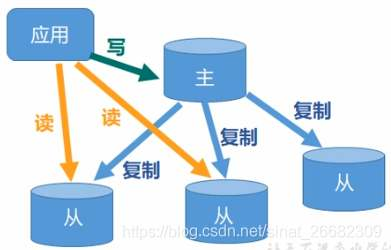 应用
写
主
读
读
复制
复制
复制
从
从
从
https://blog.csdn.net/sinat_26682309